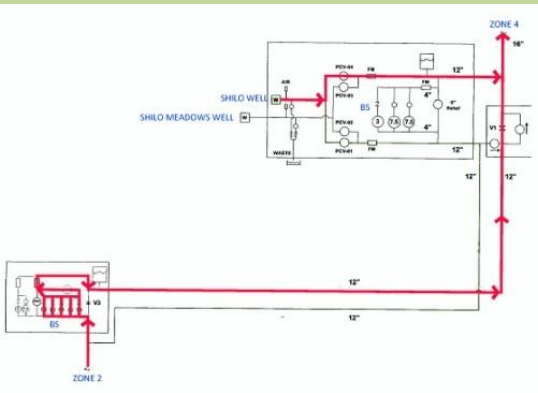 ZONE 4
16"
AIR
PCV-04
FM
12"
SHILO WELL
W
PCV-03
BS
FM
4"
6"
Relief
SHILO MEADOWS WELL
W
3
7.5
7.5
4"
V1
PCV-02
WASTE
PCV-01
FM
12"
12"
12"
12"
V3
12"
BS
ZONE 2